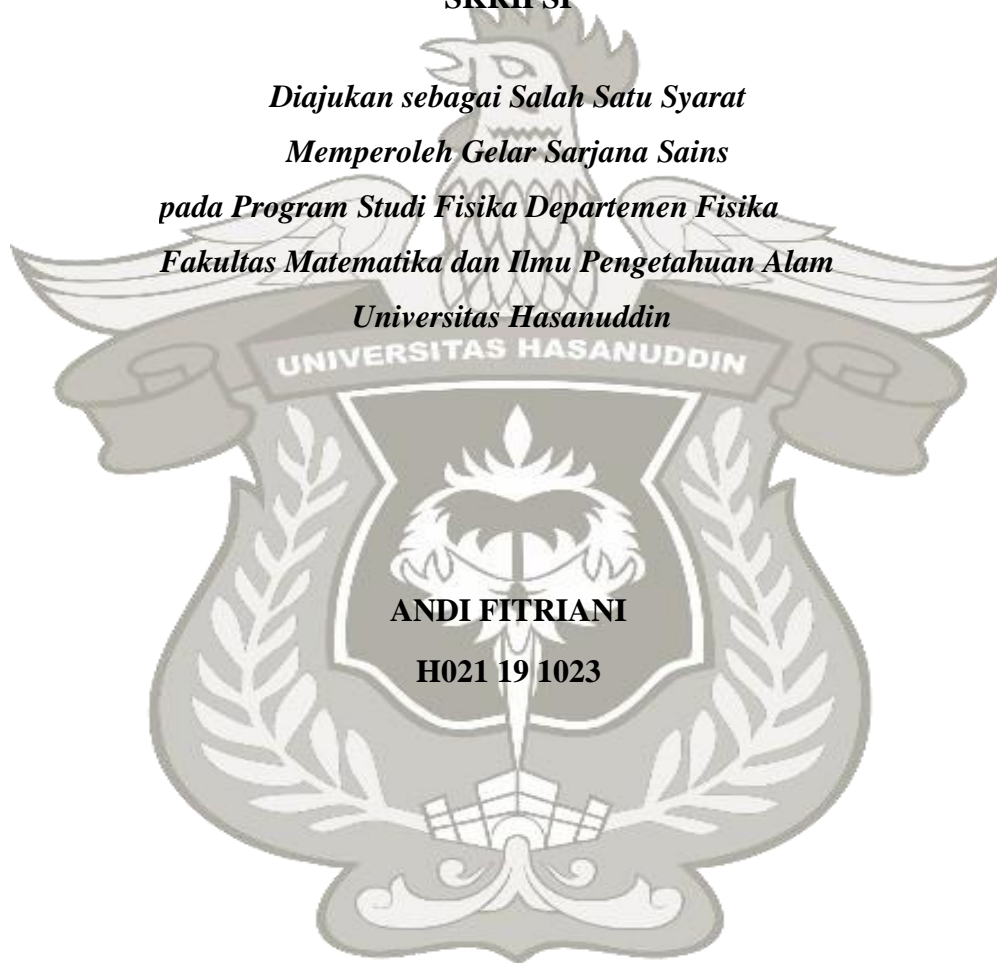 SKRIPSI
Diajukan sebagai Salah Satu Syarat
Memperoleh Gelar Sarjana Sains
pada Program Studi Fisika Departemen Fisika
Fakultas Matematika dan Ilmu Pengetahuan Alam
Universitas Hasanuddin
UNIVERSITAS HASANUDDIN
ANDI FITRIANI
H021 19 1023